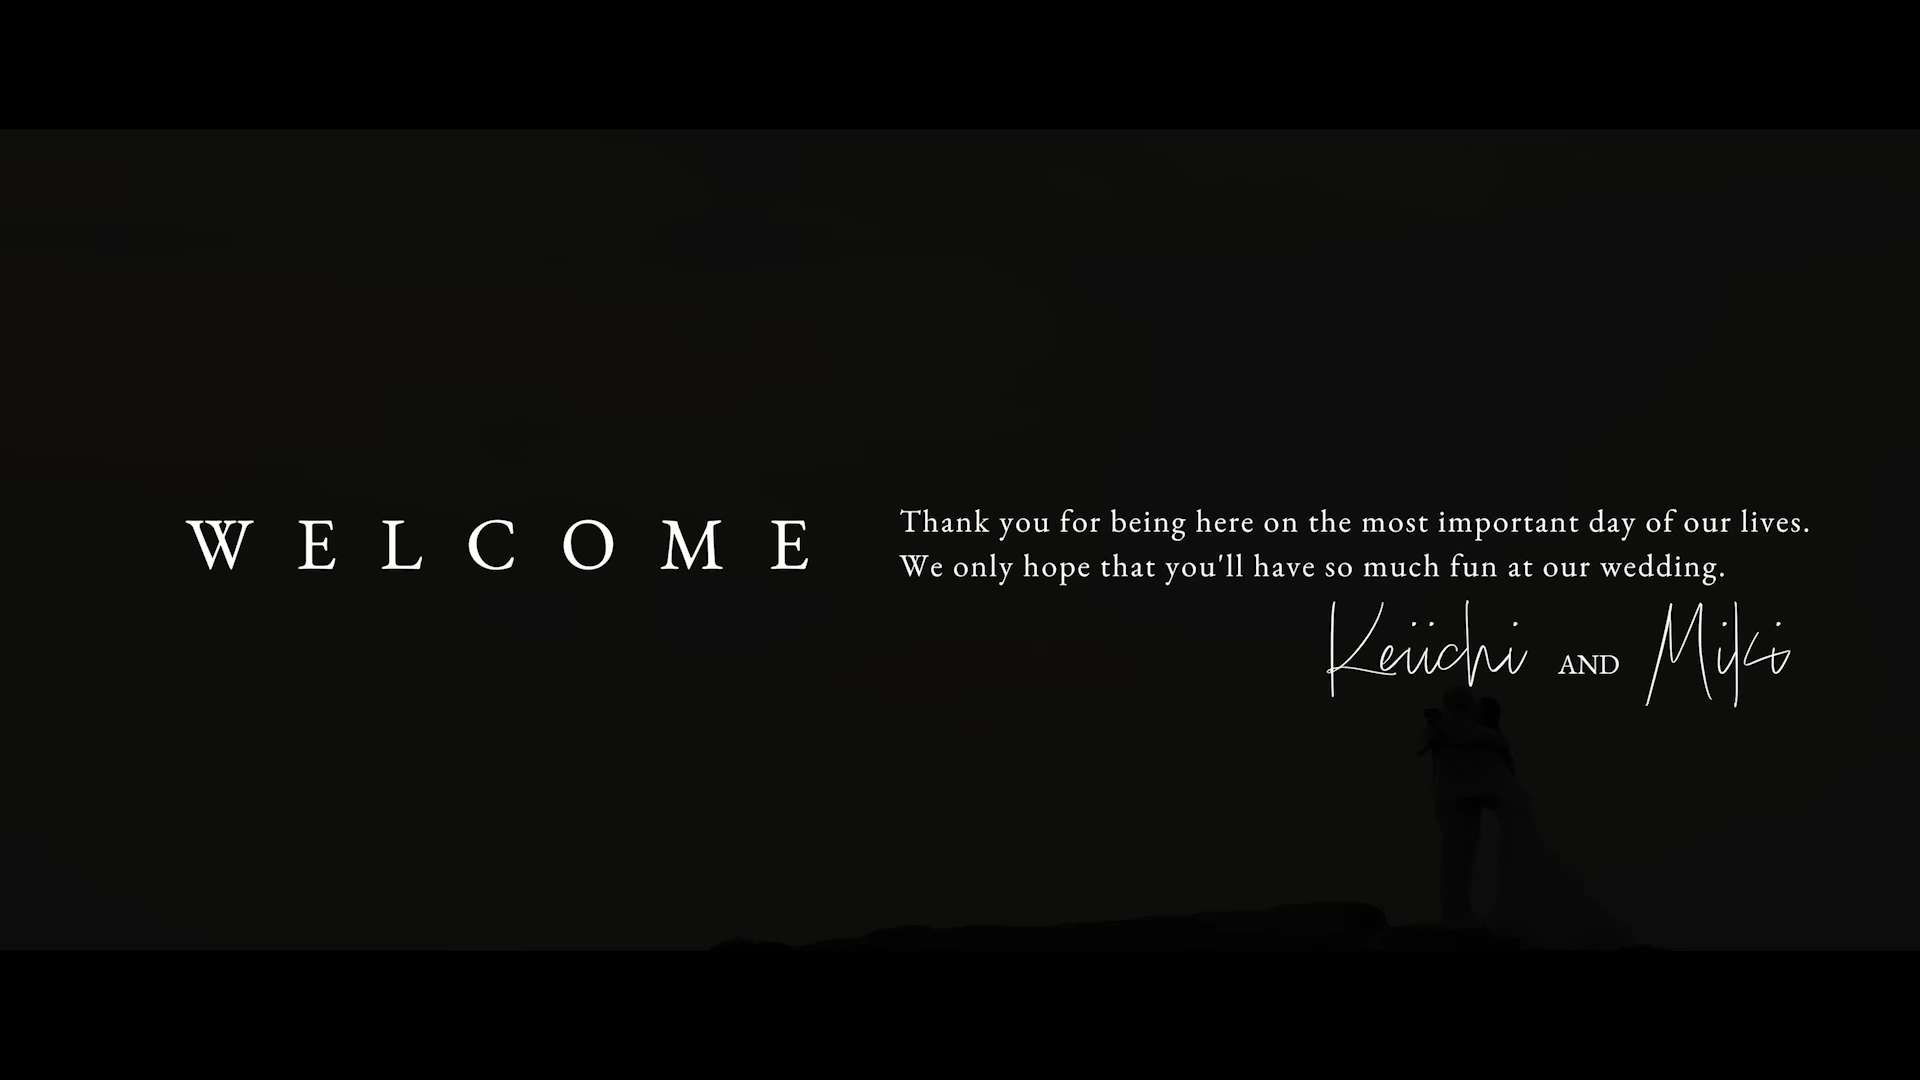 WELCOME
Thank you for being here on the most important day of our lives.
We only hope that you'll have so much fun at our wedding.
Keiichi AND Miki